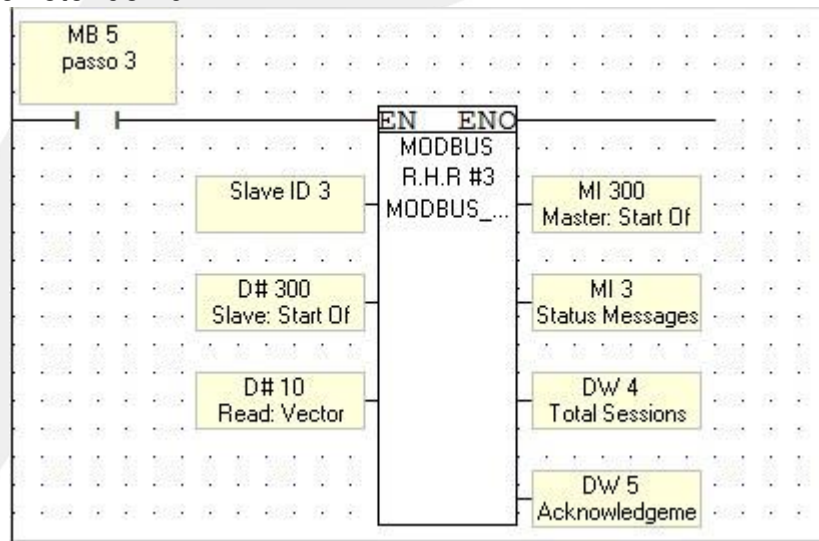 MB 5
passo 3
EN ENO
MODBUS
R.H.R #3
MODBUS_...
Slave ID 3
MI 300
Master: Start Of
D# 300
Slave: Start Of
MI 3
Status Messages
D# 10
Read: Vector
DW 4
Total Sessions
DW 5
Acknowledgeme